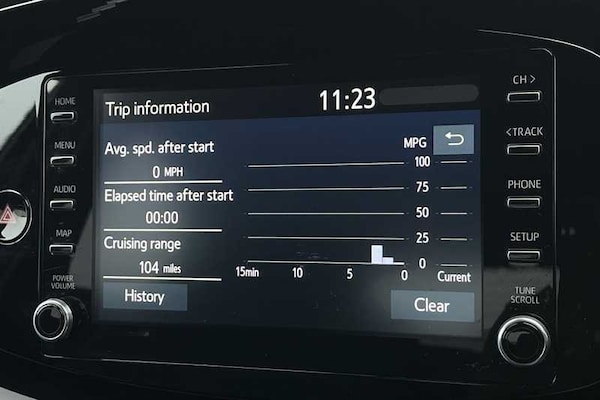 HOME
MENU
AUDIO
MAP
POWER
VOLUME
Trip information
11:23
Avg. spd. after start
0 MPH
Elapsed time after start
00:00
Cruising range
104 miles
History
MPG
100
75
50
25
0
15min 10 5 0 Current
Clear
CH >
< TRACK
PHONE
SETUP
TUNE
SCROLL